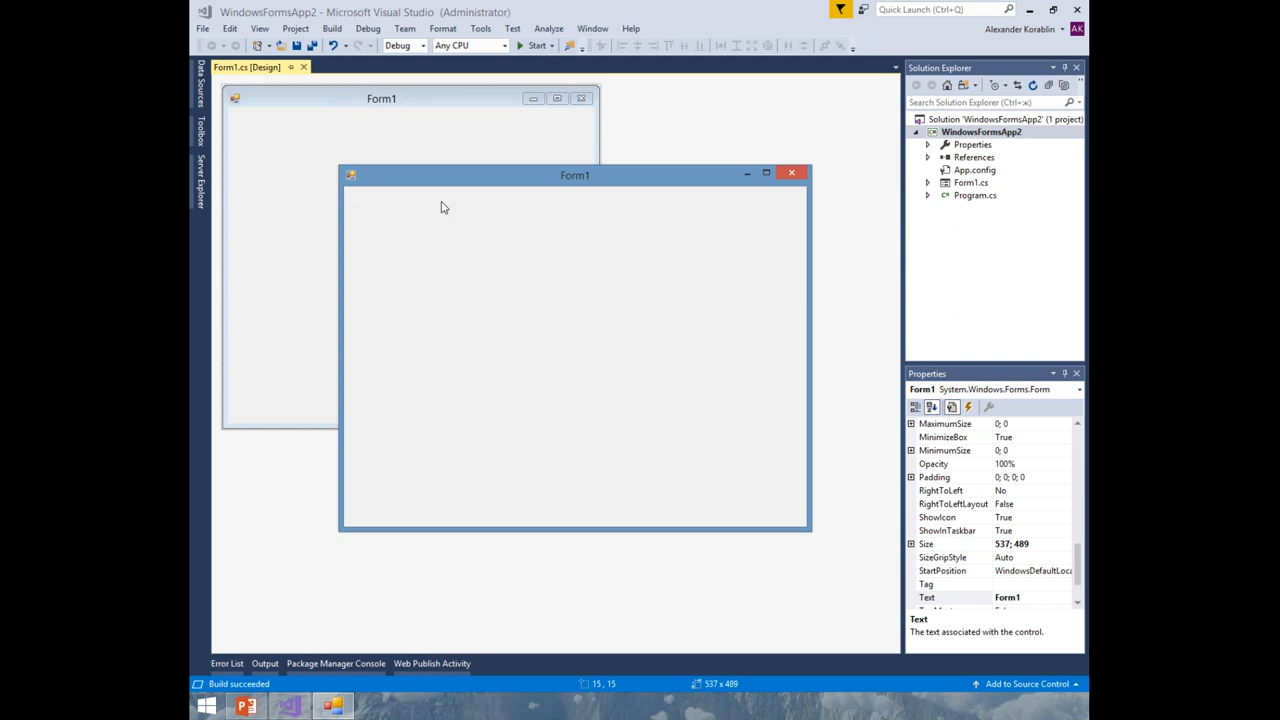 WindowsFormsApp2 - Microsoft Visual Studio (Administrator)
Quick Launch (Ctrl+Q)
File Edit View Project Build Debug Team Format Tools Test Analyze Window Help
Alexander Korablin
AK
Debug Any CPU Start
Form1.cs [Design]
Data Sources
Toolbox
Server Explorer
Form1
Form1
Solution Explorer
Search Solution Explorer (Ctrl+ж)
Solution 'WindowsFormsApp2' (1 project)
WindowsFormsApp2
Properties
References
App.config
Form1.cs
Program.cs
Properties
Form1 System.Windows.Forms.Form
MaximumSize 0; 0
MinimizeBox True
MinimumSize 0; 0
Opacity 100%
Padding 0; 0; 0; 0
RightToLeft No
RightToLeftLayout False
ShowIcon True
ShowInTaskbar True
Size 537; 489
SizeGripStyle Auto
StartPosition WindowsDefaultLoca
Tag
Text Form1
Text
The text associated with the control.
Error List Output Package Manager Console Web Publish Activity
Build succeeded
15 , 15
537 x 489
Add to Source Control